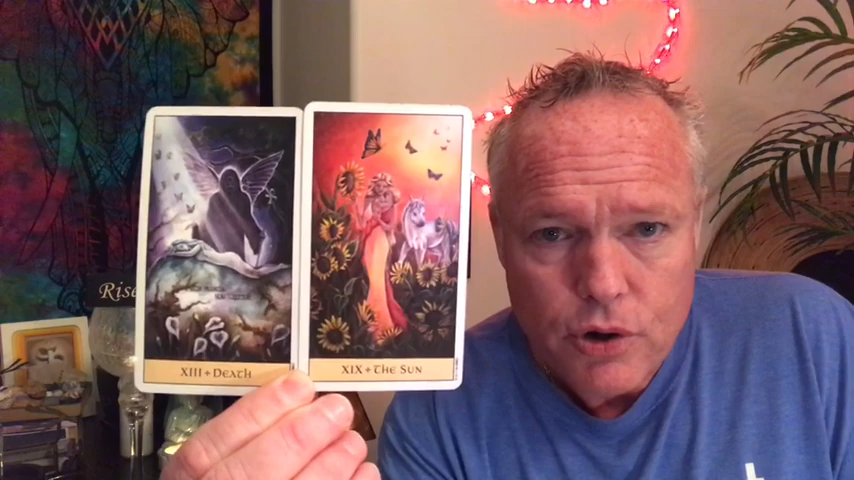 Rise
XIII + DEATH
XIX + THE SUN